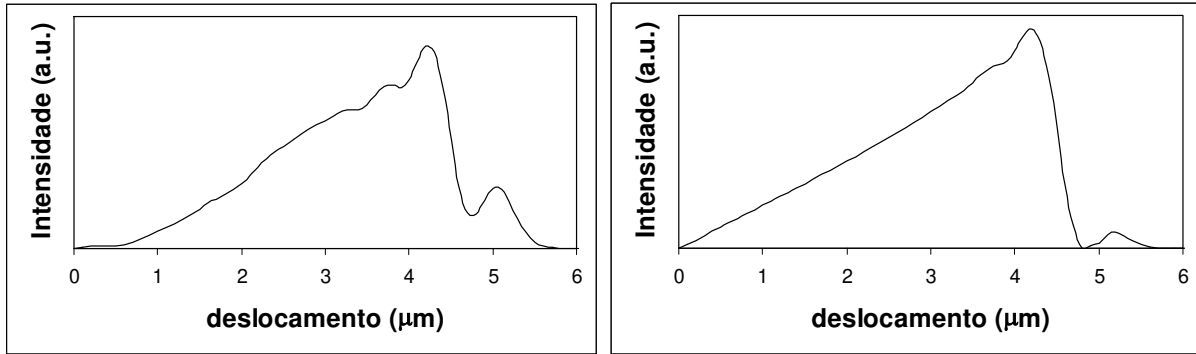 Intensidade (a.u.)
0 1 2 3 4 5 6
deslocamento (μm)
Intensidade (a.u.)
0 1 2 3 4 5 6
deslocamento (μm)